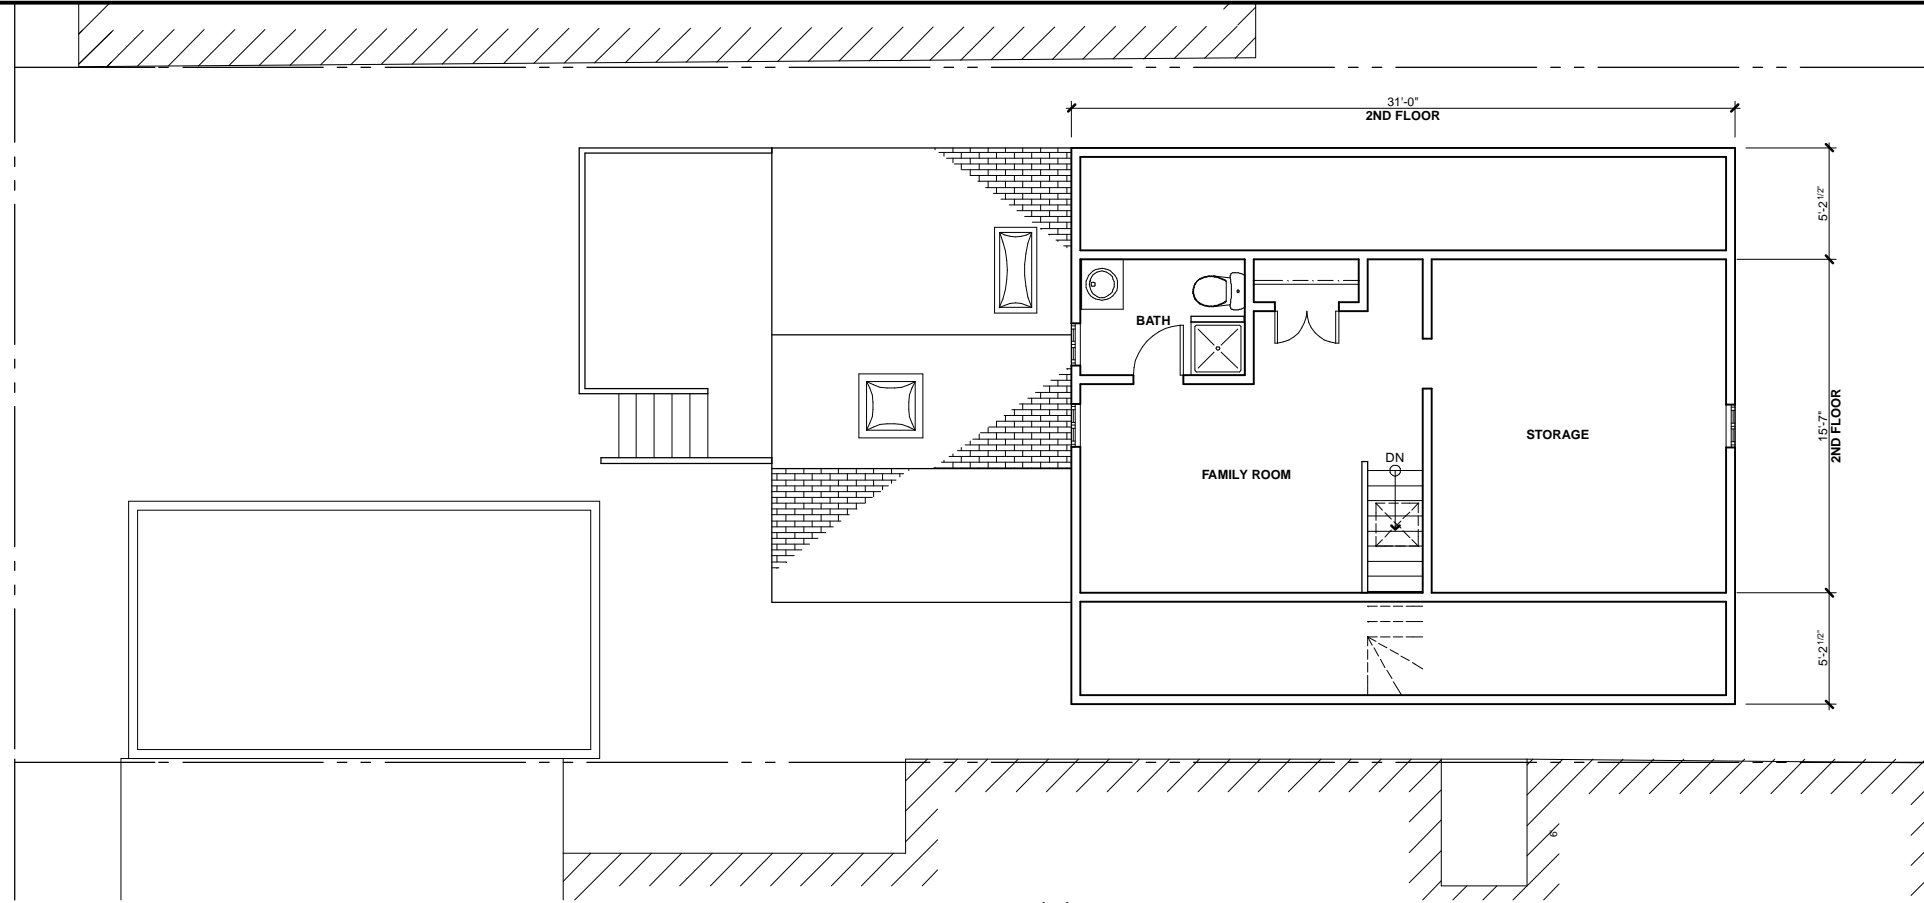 31'-0"
2ND FLOOR
5'-2 1/2"
BATH
15'-7"
2ND FLOOR
STORAGE
DN
FAMILY ROOM
5'-2 1/2"